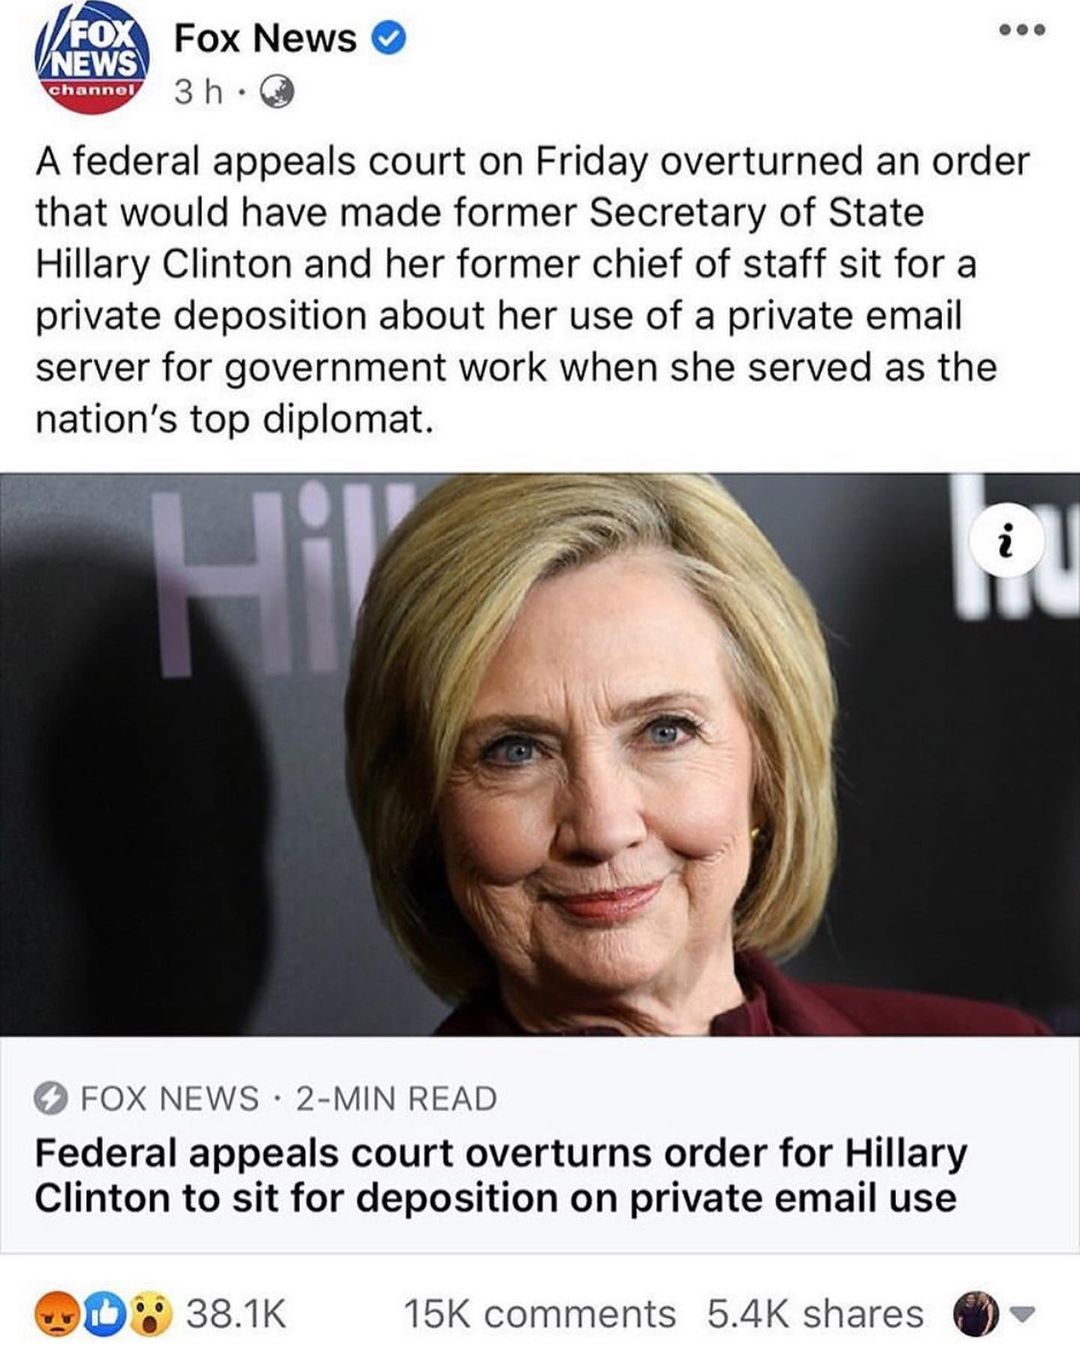 FOX
NEWS
channel
Fox News
3 h ·
A federal appeals court on Friday overturned an order
that would have made former Secretary of State
Hillary Clinton and her former chief of staff sit for a
private deposition about her use of a private email
server for government work when she served as the
nation's top diplomat.
Hil
hu
i
FOX NEWS · 2-MIN READ
Federal appeals court overturns order for Hillary
Clinton to sit for deposition on private email use
38.1K 15K comments 5.4K shares